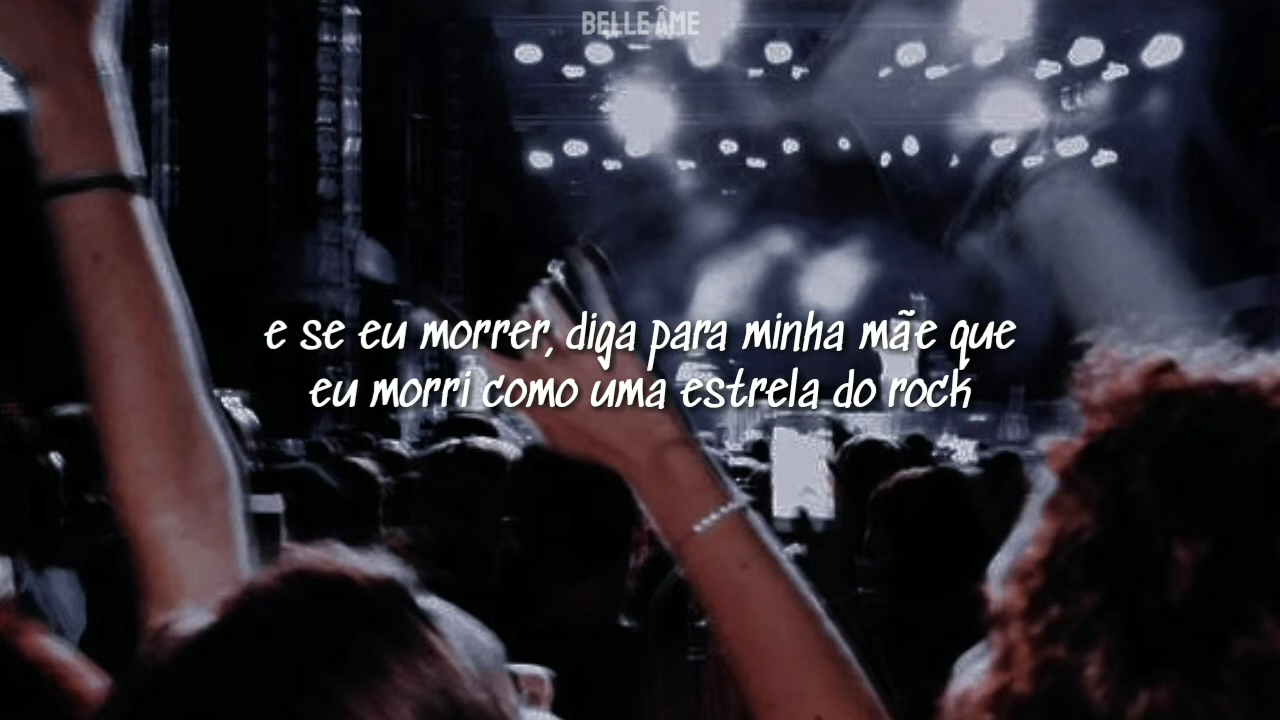 BELLE ÂME
e se eu morrer, diga para minha mãe que
eu morri como uma estrela do rock